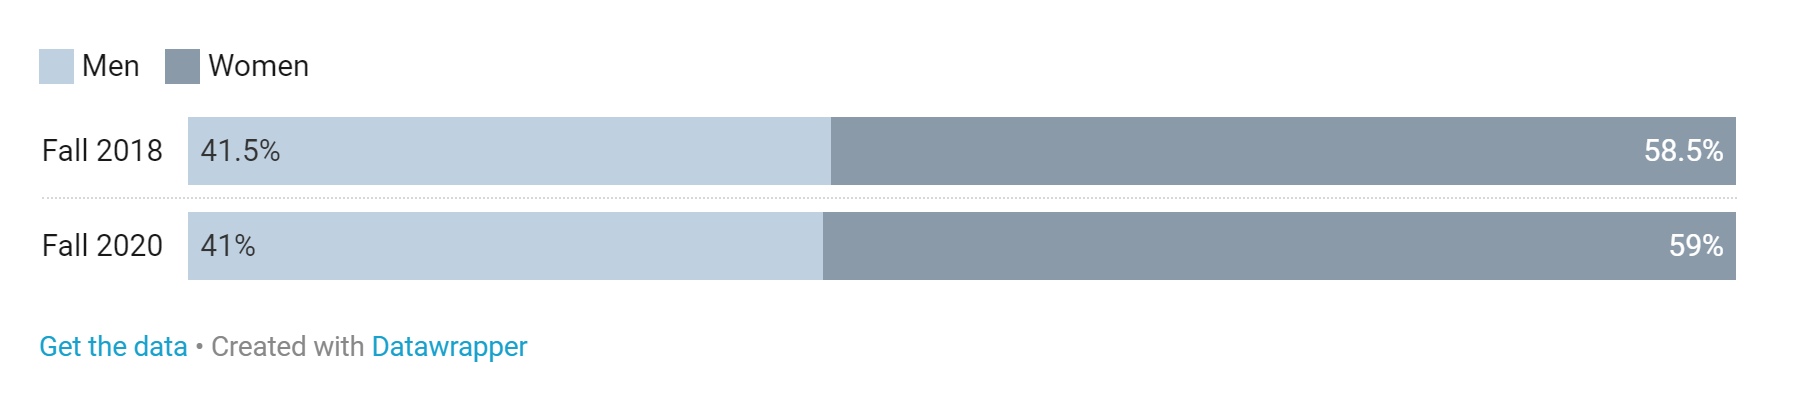 Men Women
Fall 2018 41.5% 58.5%
Fall 2020 41% 59%
Get the data • Created with Datawrapper